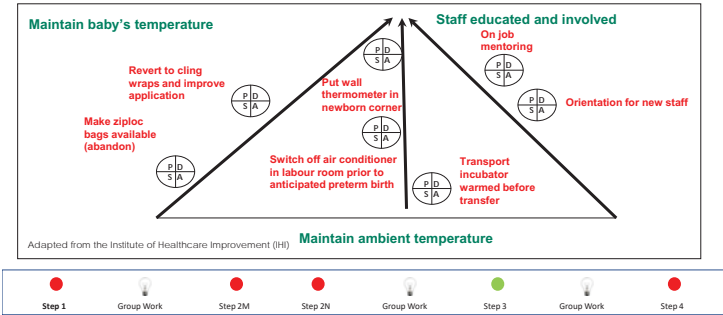 Maintain baby's temperature
Staff educated and involved
On job
mentoring
P D
S A
P D
S A
Revert to cling
wraps and improve
application
P D
S A
Put wall
thermometer in
newborn corner
P D
S A
Orientation for new staff
Make ziploc
bags available
(abandon)
P D
S A
P D
S A
Switch off air conditioner
in labour room prior to
anticipated preterm birth
P D
S A
Transport
incubator
warmed before
transfer
Maintain ambient temperature
Adapted from the Institute of Healthcare Improvement (IHI)
Step 1
Group Work
Step 2M
Step 2N
Group Work
Step 3
Group Work
Step 4